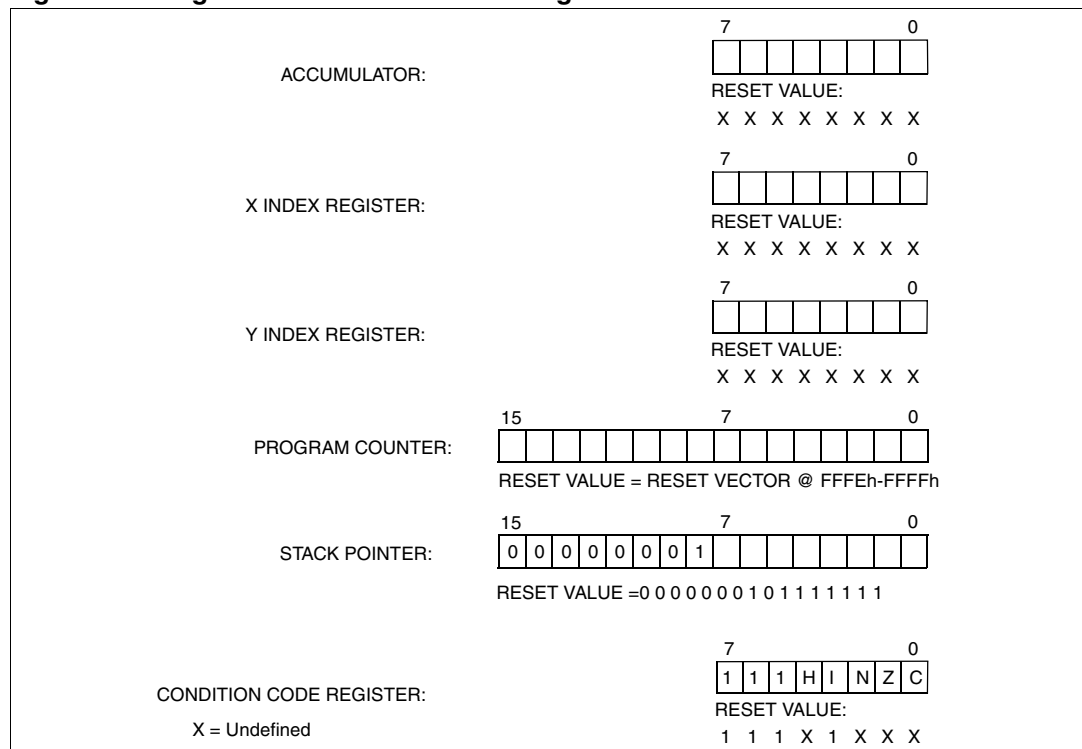 7 0
ACCUMULATOR:
RESET VALUE:
X X X X X X X X
7 0
X INDEX REGISTER:
RESET VALUE:
X X X X X X X X
7 0
Y INDEX REGISTER:
RESET VALUE:
X X X X X X X X
15 7 0
PROGRAM COUNTER:
RESET VALUE = RESET VECTOR @ FFFEh-FFFFh
15 7 0
STACK POINTER: 0 0 0 0 0 0 0 1
RESET VALUE =0 0 0 0 0 0 0 1 0 1 1 1 1 1 1 1
7 0
1 1 1 H I N Z C
CONDITION CODE REGISTER:
RESET VALUE:
X = Undefined
1 1 1 X 1 X X X